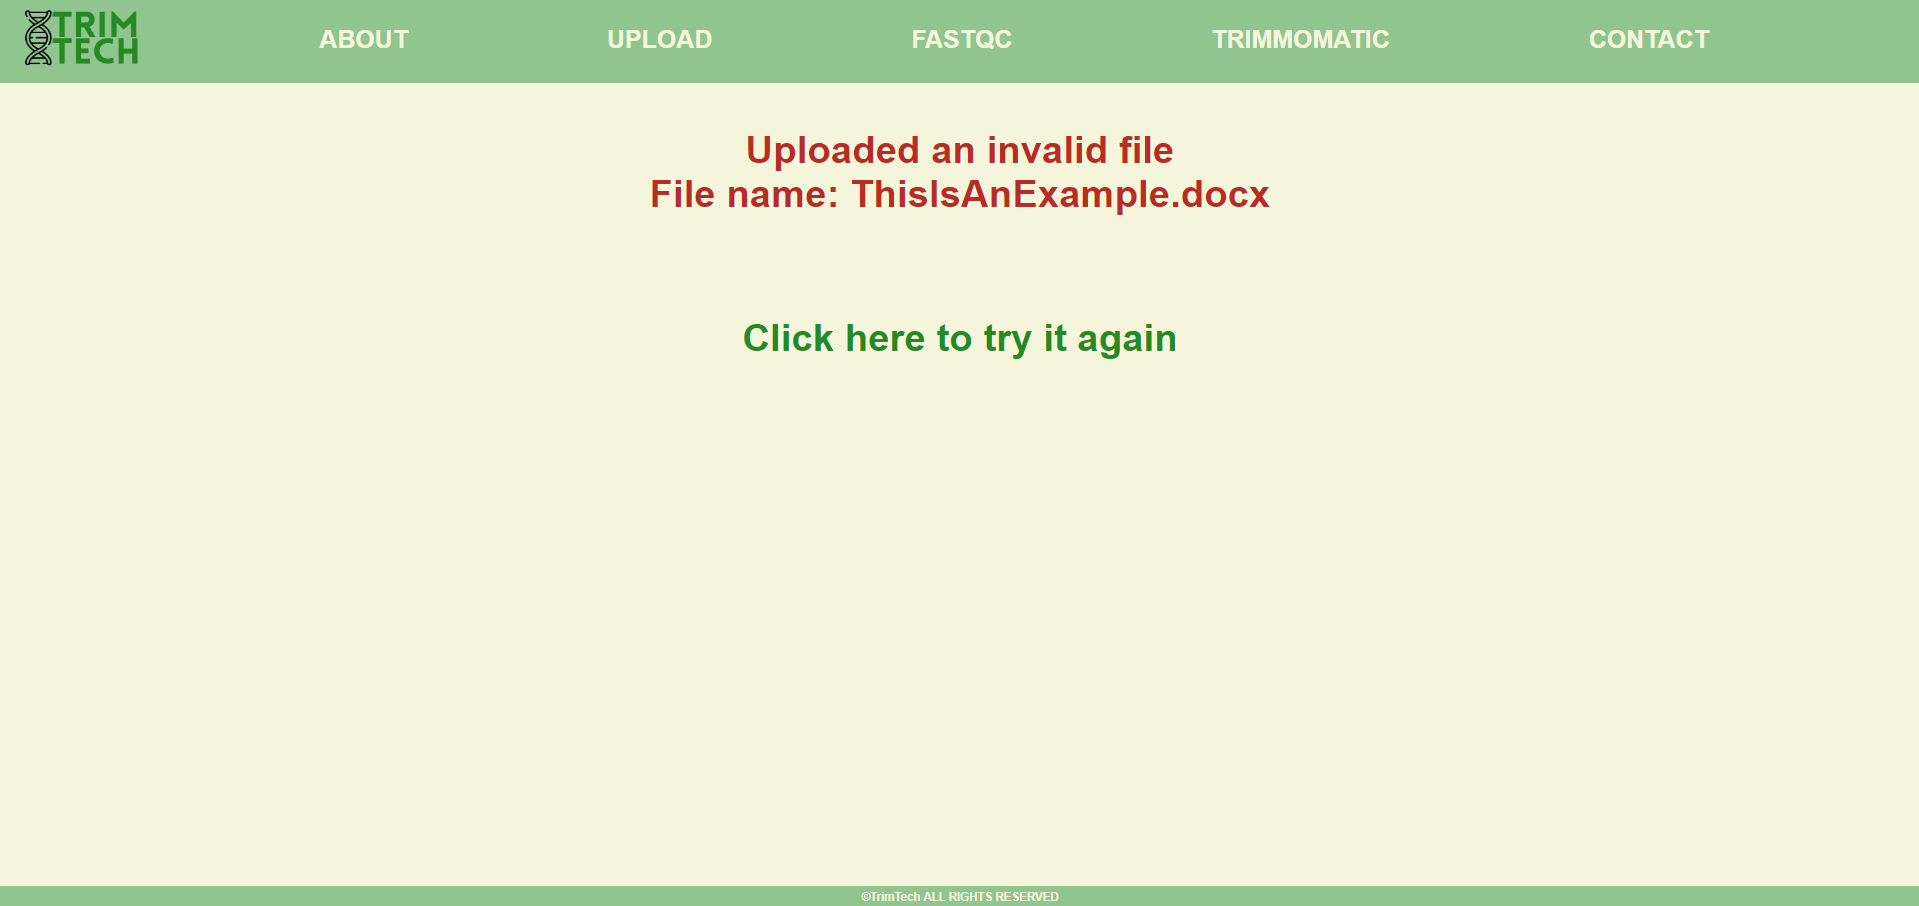 TRIM
TECH
ABOUT
UPLOAD
FASTQC
TRIMMOMATIC
CONTACT
Uploaded an invalid file
File name: ThisIsAnExample.docx
Click here to try it again
©TrimTech ALL RIGHTS RESERVED